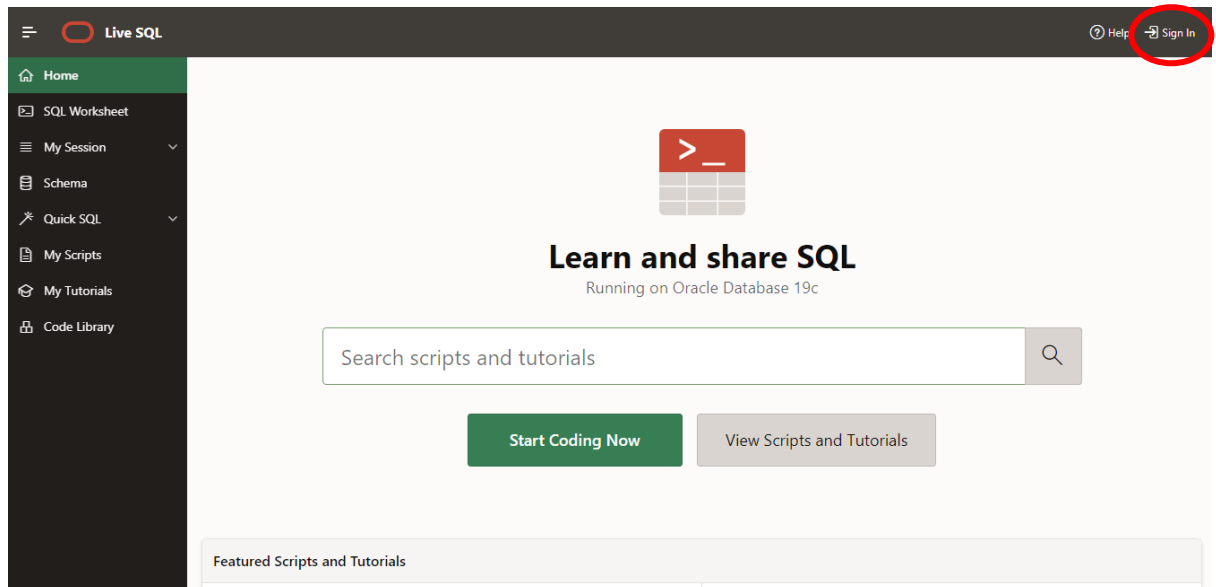 Live SQL
Help
Sign In
Home
SQL Worksheet
My Session
Schema
Quick SQL
My Scripts
My Tutorials
Code Library
>_
Learn and share SQL
Running on Oracle Database 19c
Search scripts and tutorials
Start Coding Now
View Scripts and Tutorials
Featured Scripts and Tutorials